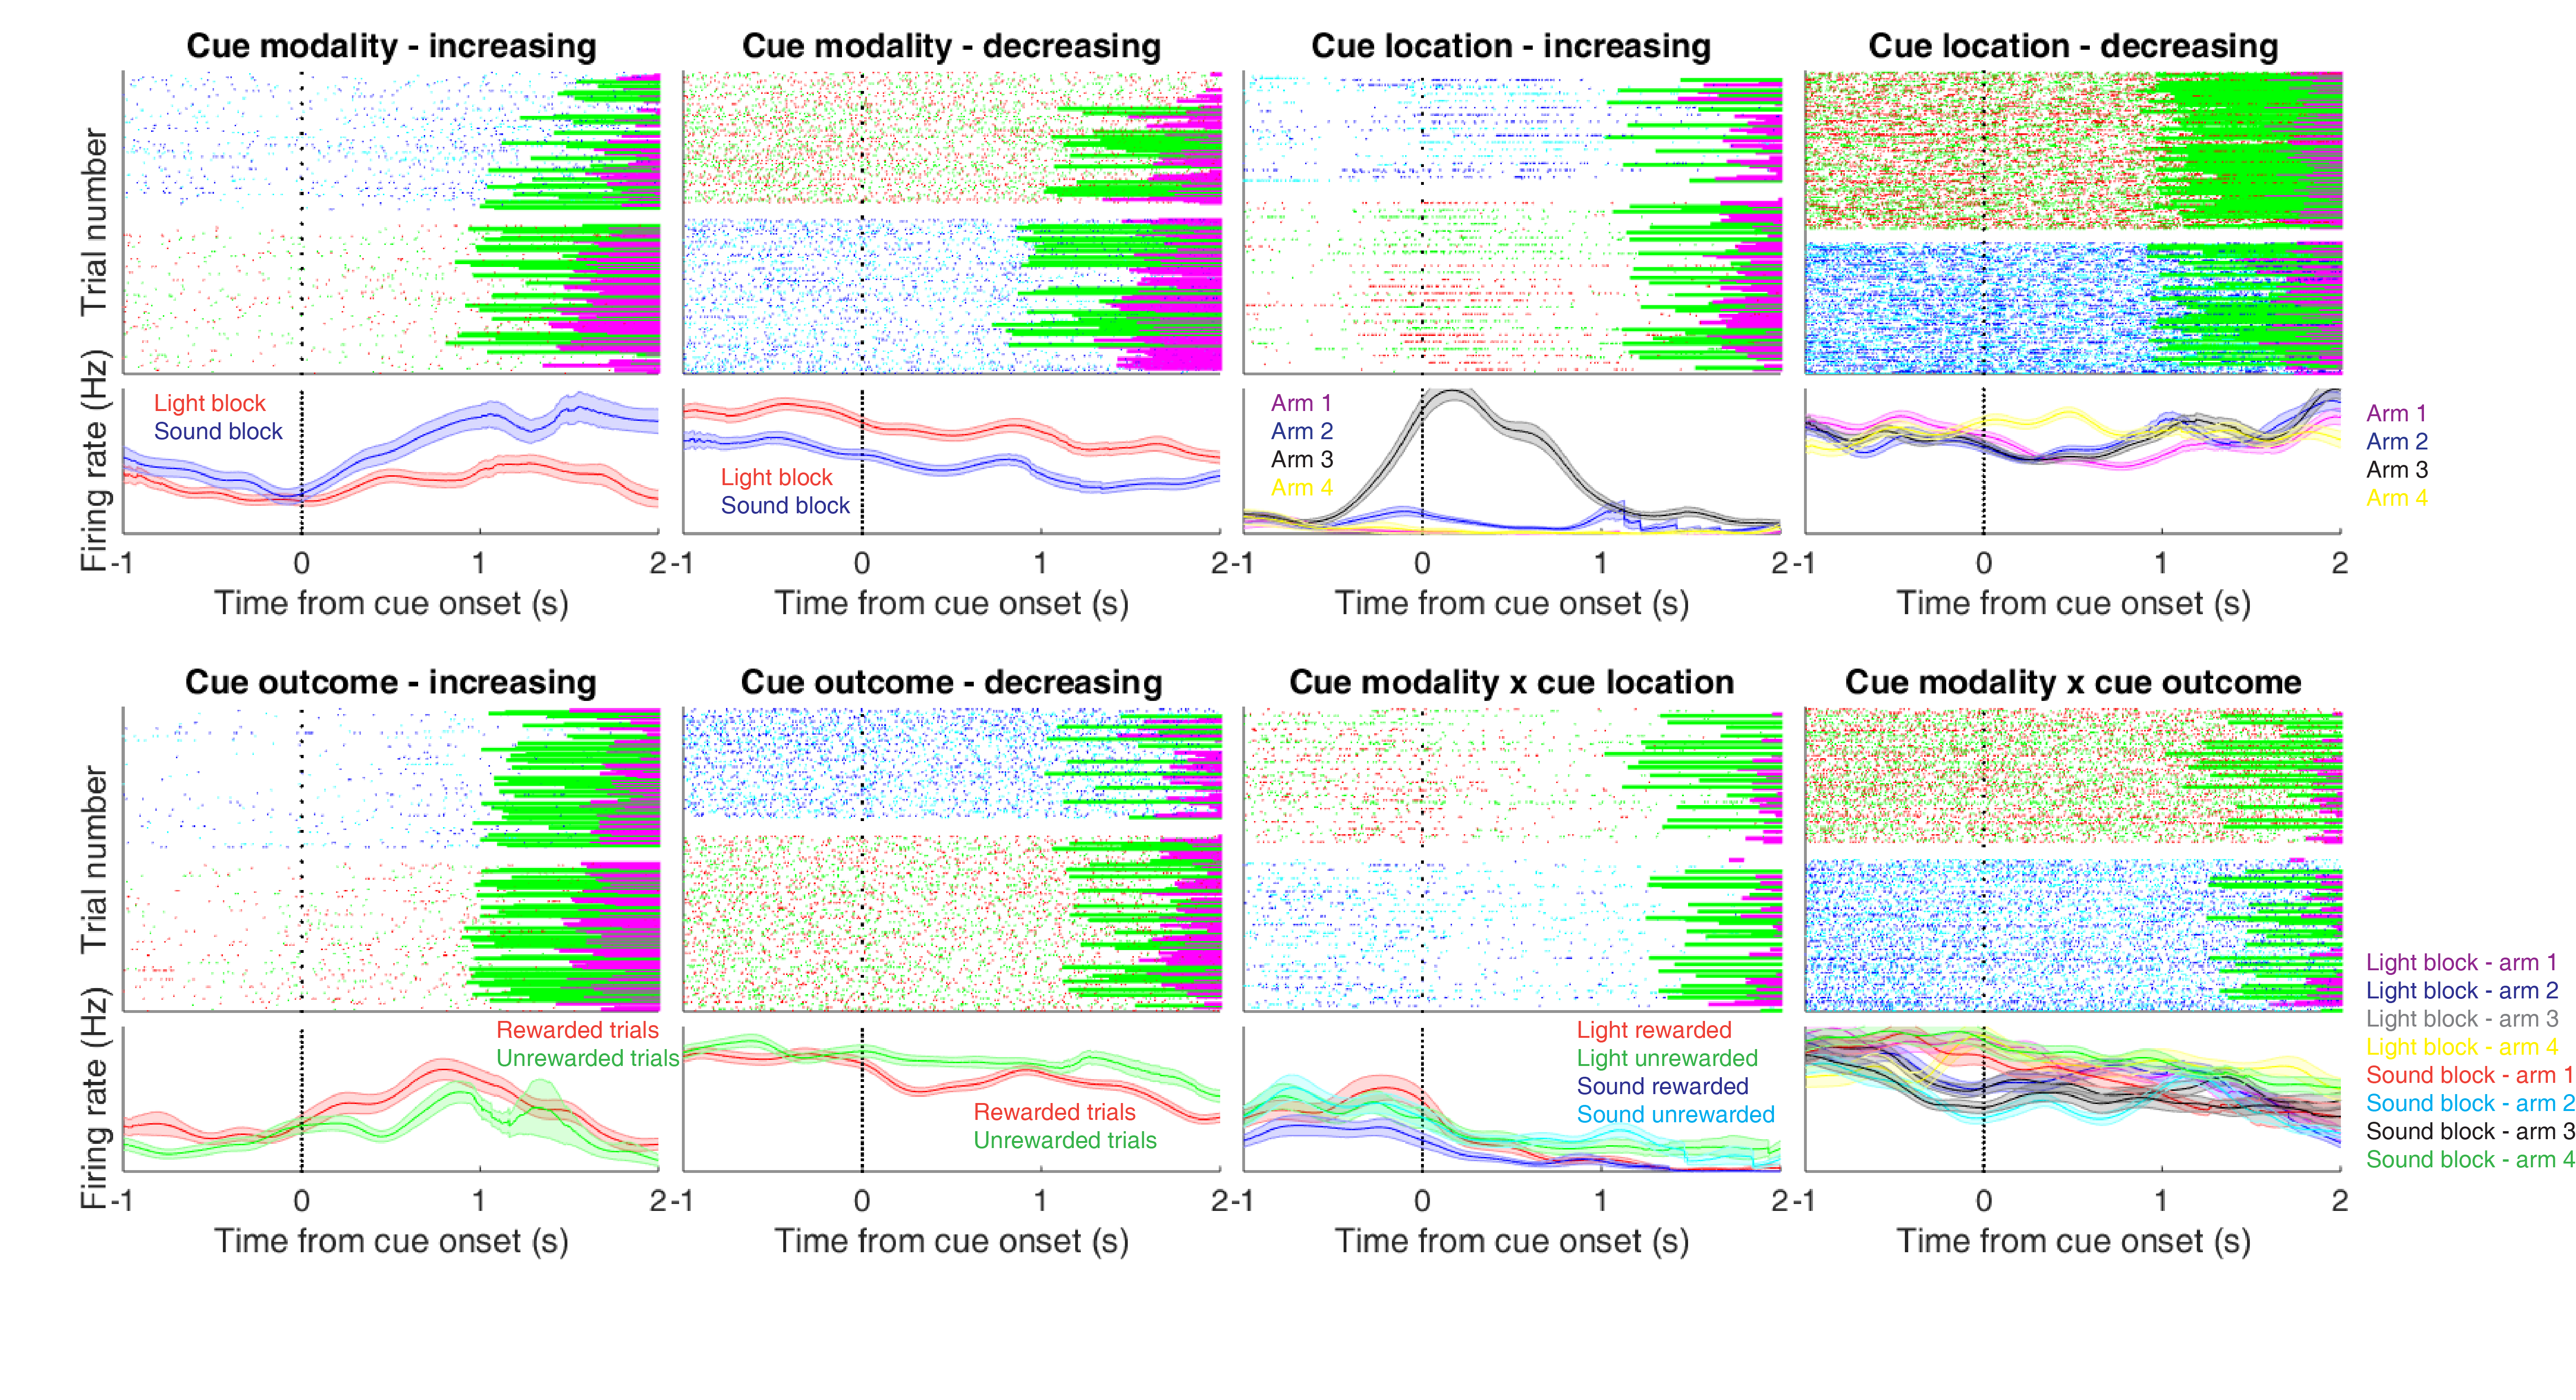 Cue modality - increasing
Cue modality - decreasing
Cue location - increasing
Cue location - decreasing
Trial number
Firing rate (Hz)
Light block
Sound block
Light block
Sound block
Arm 1
Arm 2
Arm 3
Arm 4
Arm 1
Arm 2
Arm 3
Arm 4
-1 0 1 2
-1 0 1 2
-1 0 1 2
-1 0 1 2
Time from cue onset (s)
Time from cue onset (s)
Time from cue onset (s)
Time from cue onset (s)
Cue outcome - increasing
Cue outcome - decreasing
Cue modality x cue location
Cue modality x cue outcome
Trial number
Firing rate (Hz)
Rewarded trials
Unrewarded trials
Rewarded trials
Unrewarded trials
Light rewarded
Light unrewarded
Sound rewarded
Sound unrewarded
Light block - arm 1
Light block - arm 2
Light block - arm 3
Light block - arm 4
Sound block - arm 1
Sound block - arm 2
Sound block - arm 3
Sound block - arm 4
-1 0 1 2
-1 0 1 2
-1 0 1 2
-1 0 1 2
Time from cue onset (s)
Time from cue onset (s)
Time from cue onset (s)
Time from cue onset (s)